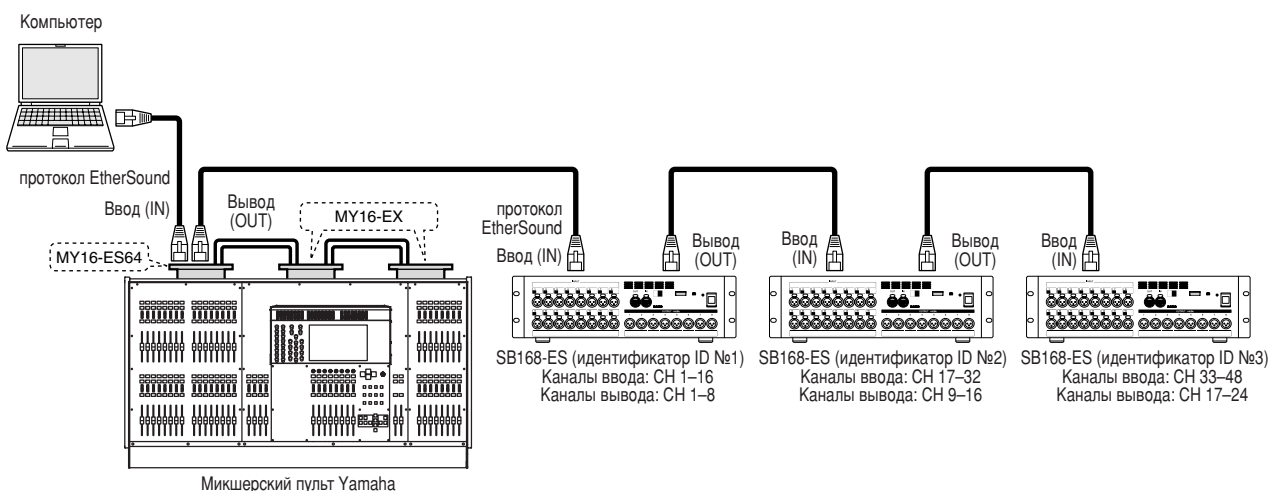 Компьютер
протокол EtherSound
Ввод (IN)
Вывод
(OUT)
MY16-EX
MY16-ES64
протокол
EtherSound
Ввод (IN)
Вывод
(OUT)
Ввод
(IN)
Вывод
(OUT)
Ввод
(IN)
SB168-ES (идентификатор ID №1)
Каналы ввода: CH 1–16
Каналы вывода: CH 1–8
SB168-ES (идентификатор ID №2)
Каналы ввода: CH 17–32
Каналы вывода: CH 9–16
SB168-ES (идентификатор ID №3)
Каналы ввода: CH 33–48
Каналы вывода: CH 17–24
Микшерский пульт Yamaha